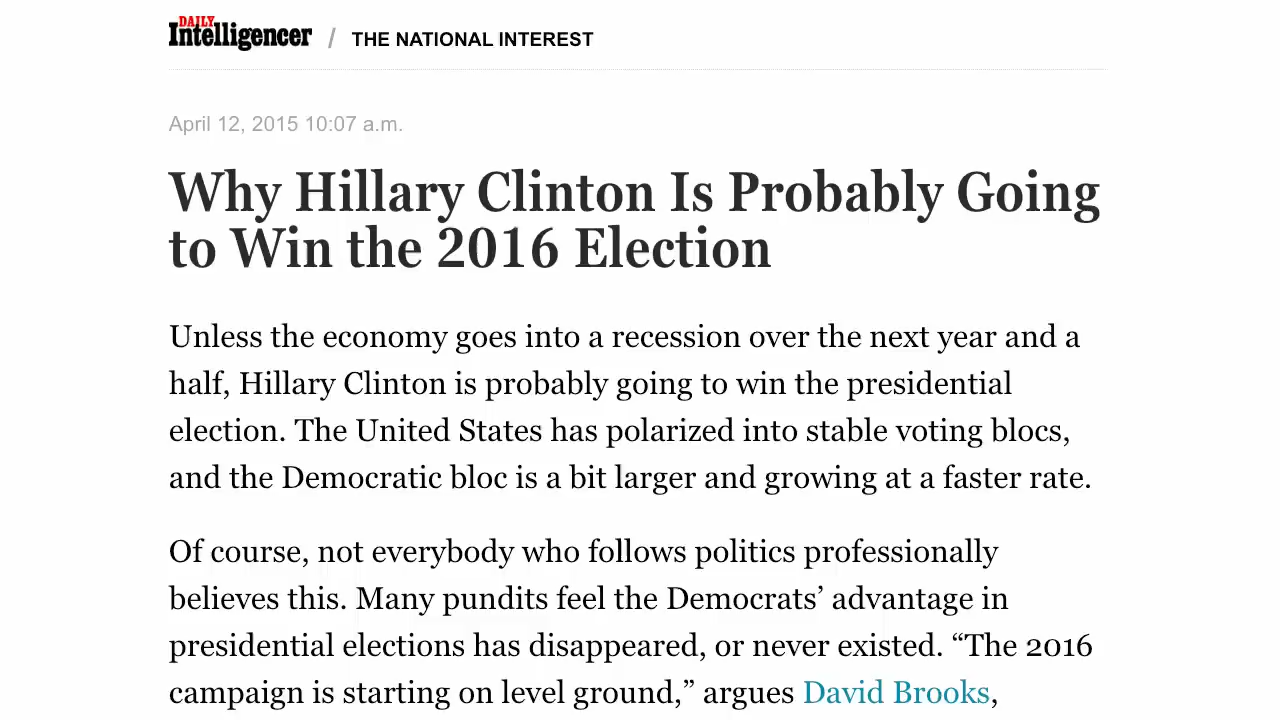 DAILY
Intelligencer / THE NATIONAL INTEREST
April 12, 2015 10:07 a.m.
Why Hillary Clinton Is Probably Going
to Win the 2016 Election
Unless the economy goes into a recession over the next year and a
half, Hillary Clinton is probably going to win the presidential
election. The United States has polarized into stable voting blocs,
and the Democratic bloc is a bit larger and growing at a faster rate.
Of course, not everybody who follows politics professionally
believes this. Many pundits feel the Democrats’ advantage in
presidential elections has disappeared, or never existed. “The 2016
campaign is starting on level ground,” argues David Brooks,